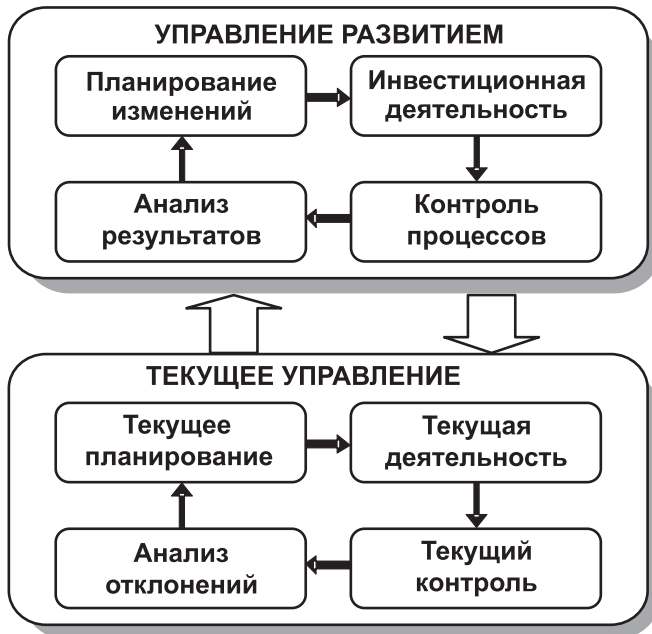 УПРАВЛЕНИЕ РАЗВИТИЕМ
Планирование
изменений
Инвестиционная
деятельность
Анализ
результатов
Контроль
процессов
ТЕКУЩЕЕ УПРАВЛЕНИЕ
Текущее
планирование
Текущая
деятельность
Анализ
отклонений
Текущий
контроль